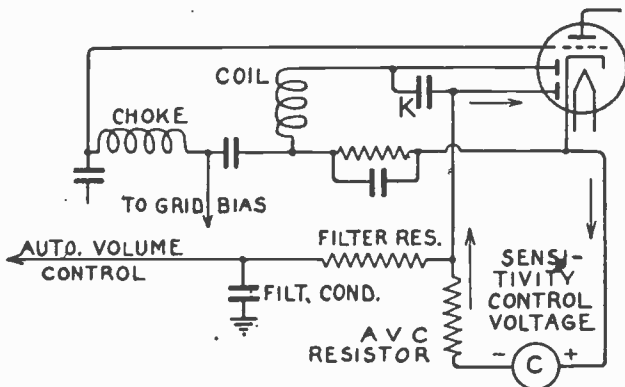 COIL
K
CHOKE
TO GRID BIAS
AUTO. VOLUME
CONTROL
FILTER RES.
FILT. COND.
SENSI-
TIVITY
CONTROL
VOLTAGE
A V C
RESISTOR
- C +